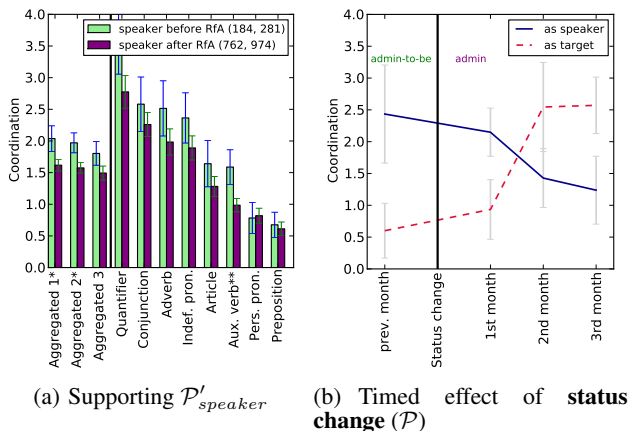 speaker before RfA (184, 281)
speaker after RfA (762, 974)
Coordination
4.0
3.5
3.0
2.5
2.0
1.5
1.0
0.5
0.0
Aggregated 1*
Aggregated 2*
Aggregated 3
Quantifier
Conjunction
Adverb
Indef. pron.
Article
Aux. verb**
Pers. pron.
Preposition
(a) Supporting P′speaker
as speaker
as target
admin-to-be
admin
Coordination
4.0
3.5
3.0
2.5
2.0
1.5
1.0
0.5
0.0
prev. month
Status change
1st month
2nd month
3rd month
(b) Timed effect of status
change (P)